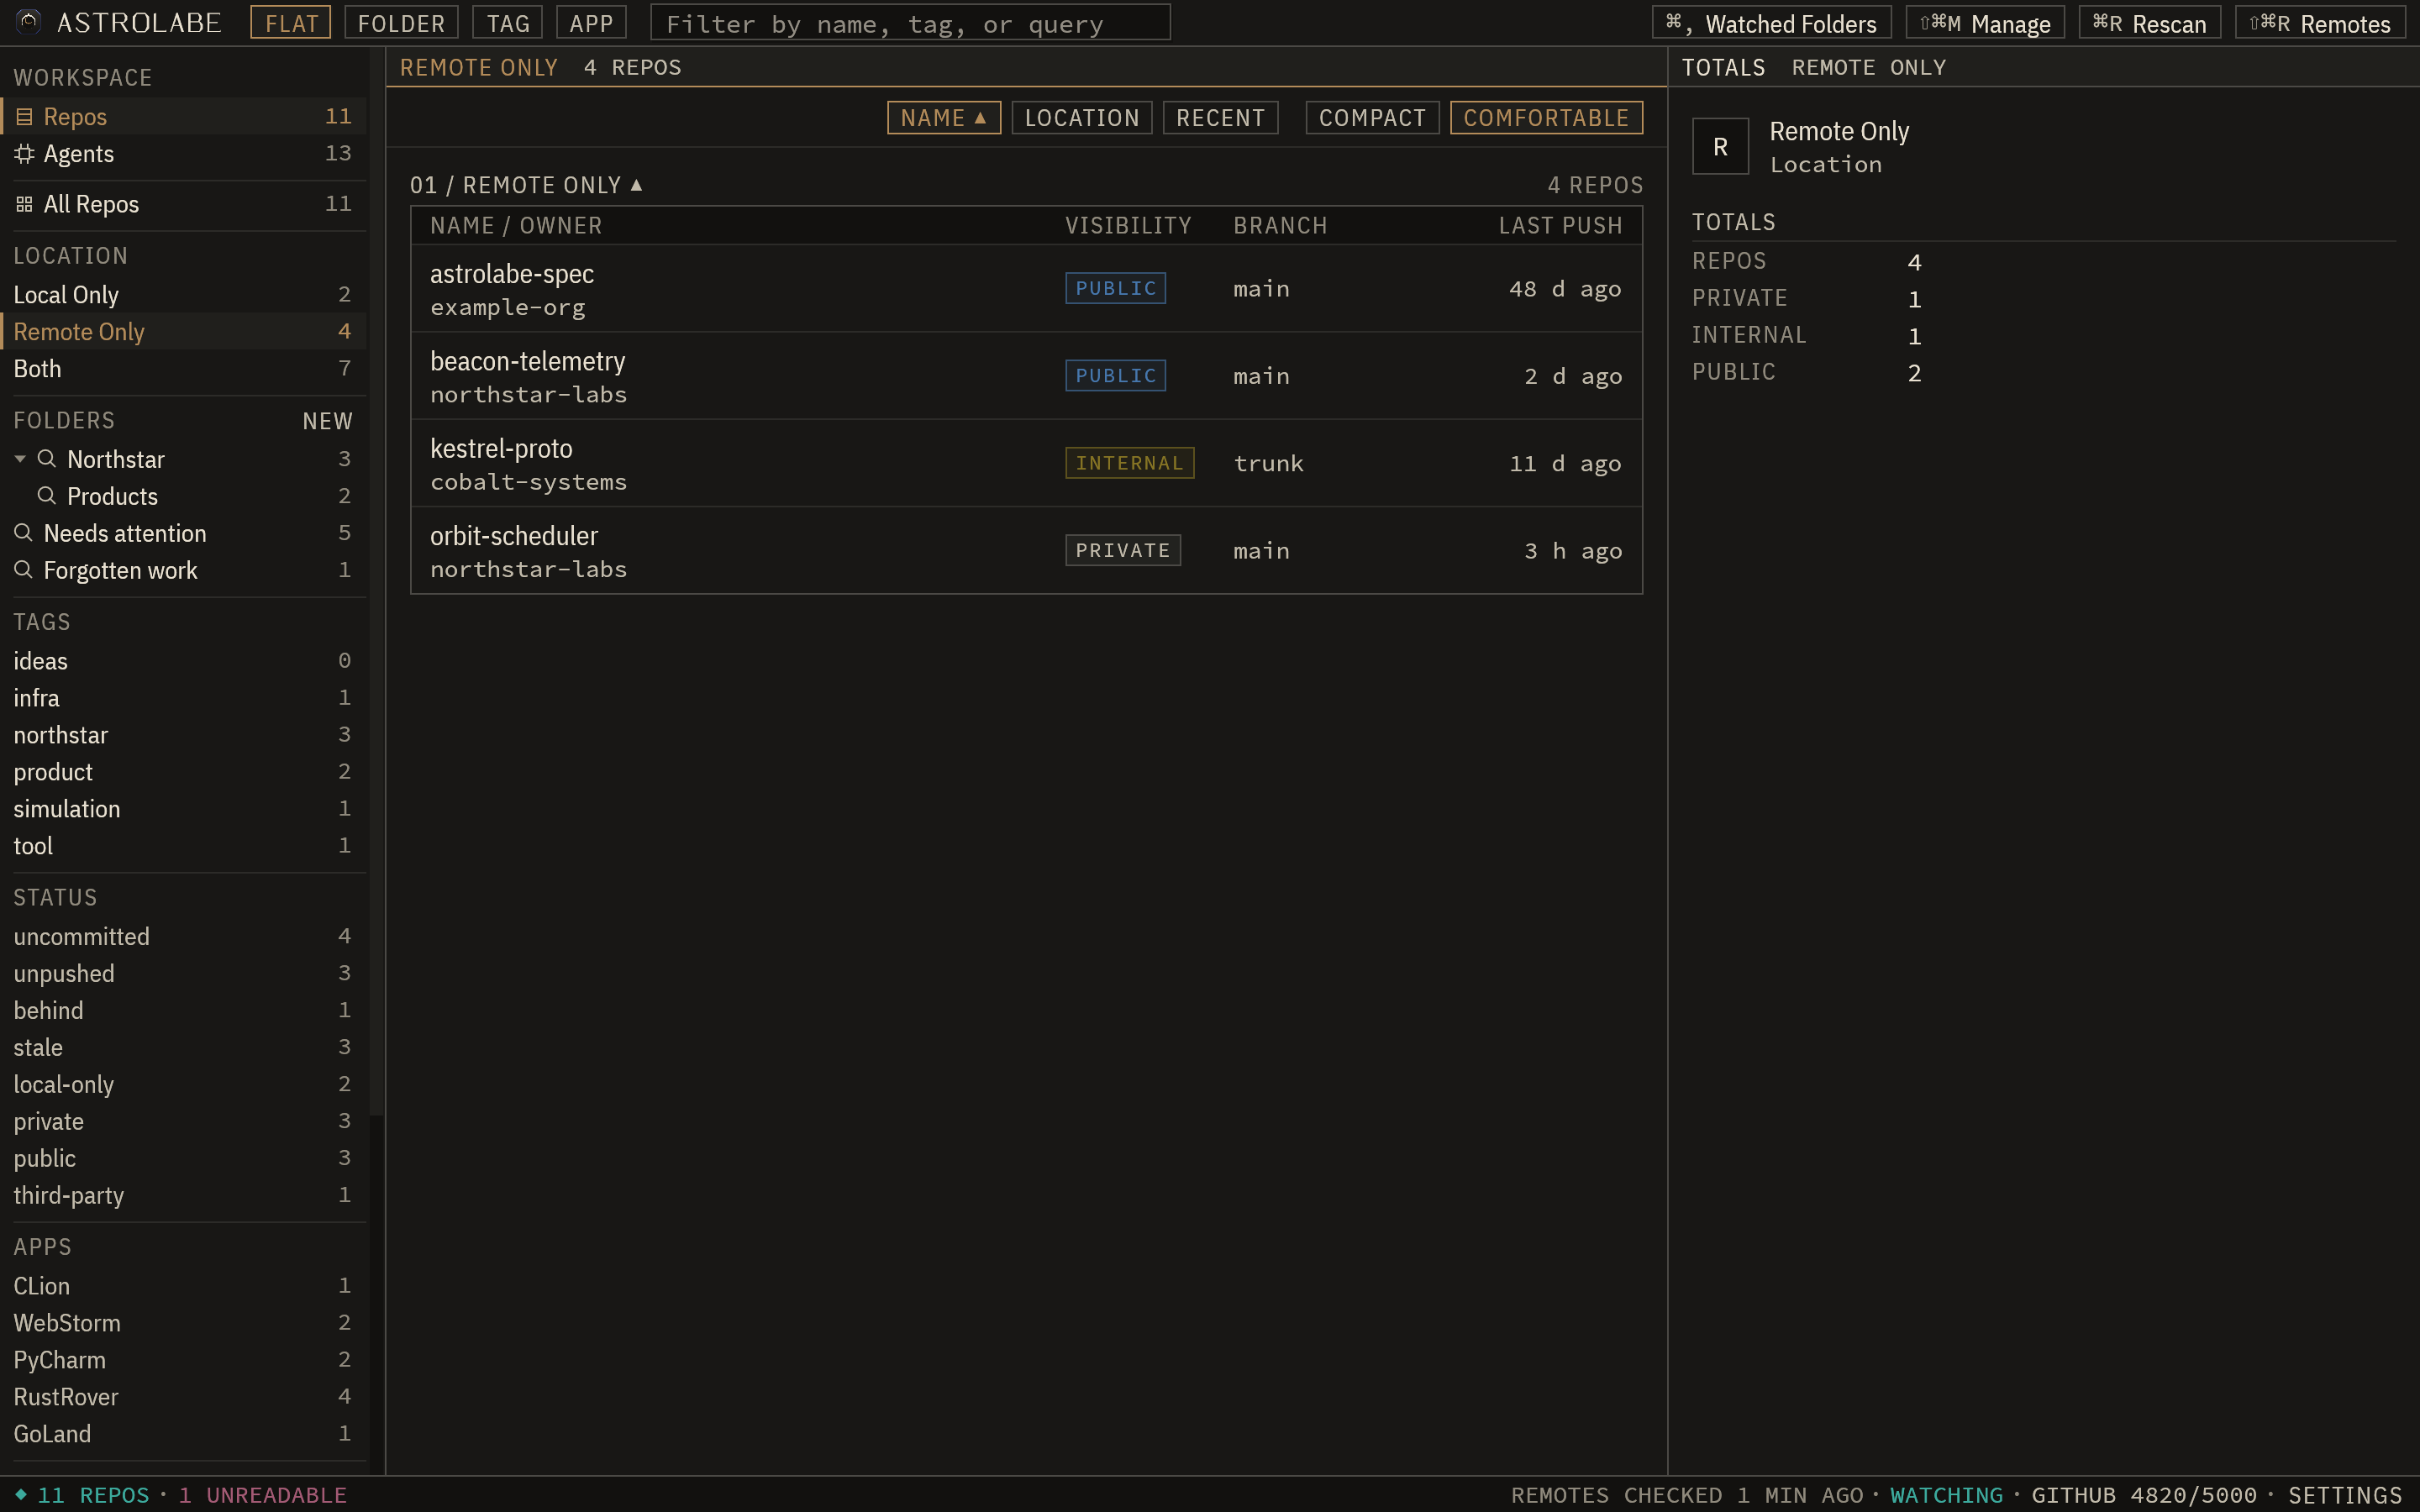 ASTROLABE FLAT FOLDER TAG APP Filter by name, tag, or query ⌘, Watched Folders ⇧⌘M Manage ⌘R Rescan ⇧⌘R Remotes
WORKSPACE
Repos 11
Agents 13
All Repos 11
LOCATION
Local Only 2
Remote Only 4
Both 7
FOLDERS NEW
Northstar 3
Products 2
Needs attention 5
Forgotten work 1
TAGS
ideas 0
infra 1
northstar 3
product 2
simulation 1
tool 1
STATUS
uncommitted 4
unpushed 3
behind 1
stale 3
local-only 2
private 3
public 3
third-party 1
APPS
CLion 1
WebStorm 2
PyCharm 2
RustRover 4
GoLand 1
REMOTE ONLY 4 REPOS
NAME ▲ LOCATION RECENT COMPACT COMFORTABLE
01 / REMOTE ONLY ▲ 4 REPOS
NAME / OWNER VISIBILITY BRANCH LAST PUSH
astrolabe-spec
example-org
PUBLIC main 48 d ago
beacon-telemetry
northstar-labs
PUBLIC main 2 d ago
kestrel-proto
cobalt-systems
INTERNAL trunk 11 d ago
orbit-scheduler
northstar-labs
PRIVATE main 3 h ago
TOTALS REMOTE ONLY
R
Remote Only
Location
TOTALS
REPOS 4
PRIVATE 1
INTERNAL 1
PUBLIC 2
◆ 11 REPOS · 1 UNREADABLE
REMOTES CHECKED 1 MIN AGO · WATCHING · GITHUB 4820/5000 · SETTINGS